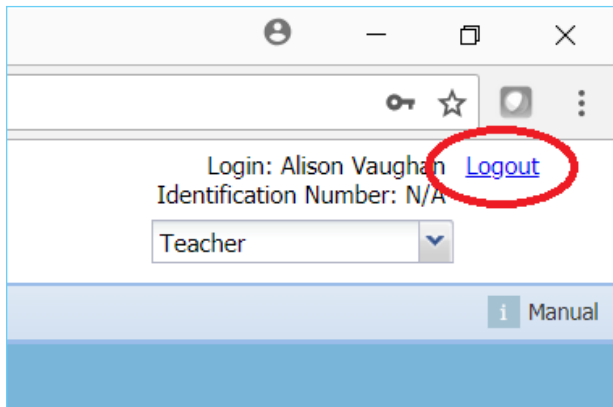 Login: Alison Vaughan Logout
Identification Number: N/A
Teacher
i Manual